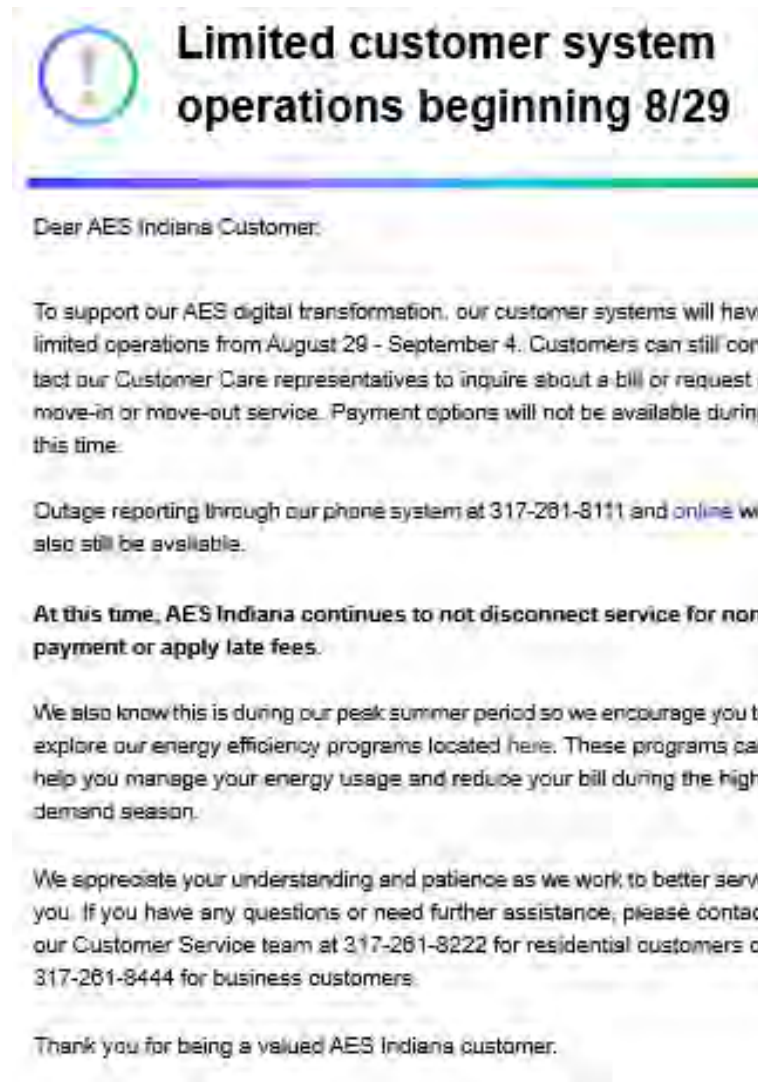 Limited customer system
operations beginning 8/29
Dear AES Indiana Customer:
To support our AES digital transformation, our customer systems will hav
limited operations from August 29 - September 4. Customers can still con
tact our Customer Care representatives to inquire about a bill or request
move-in or move-out service. Payment options will not be available durin
this time.
Outage reporting through our phone system at 317-261-8111 and online w
also still be available.
At this time, AES Indiana continues to not disconnect service for non
payment or apply late fees.
We also know this is during our peak summer period so we encourage you t
explore our energy efficiency programs located here. These programs ca
help you manage your energy usage and reduce your bill during the high
demand season.
We appreciate your understanding and patience as we work to better serv
you. If you have any questions or need further assistance, please contac
our Customer Service team at 317-261-8222 for residential customers o
317-261-8444 for business customers.
Thank you for being a valued AES Indiana customer.